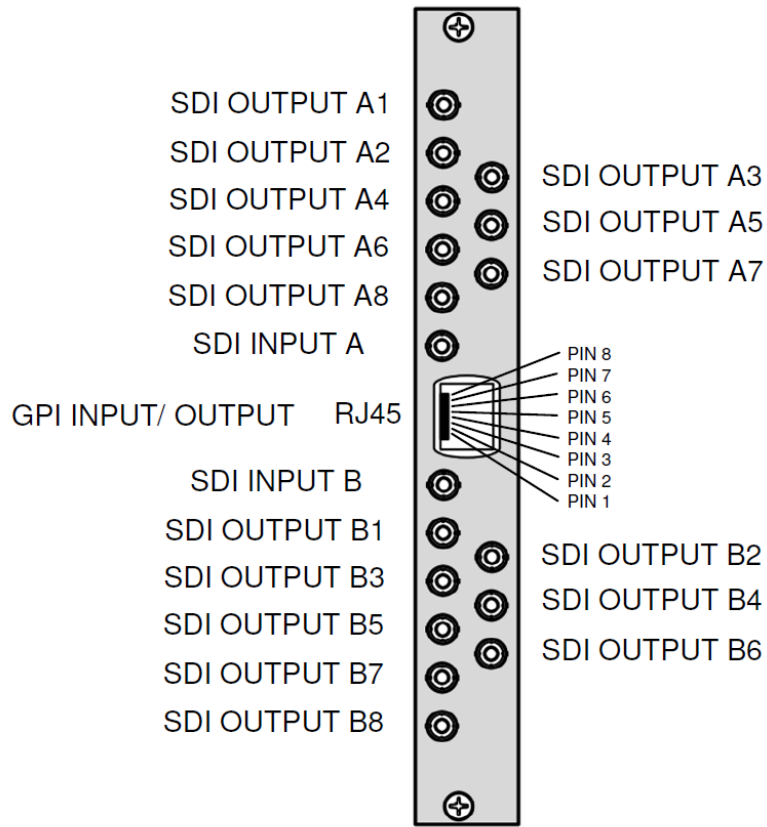 SDI OUTPUT A1
SDI OUTPUT A2
SDI OUTPUT A3
SDI OUTPUT A4
SDI OUTPUT A5
SDI OUTPUT A6
SDI OUTPUT A7
SDI OUTPUT A8
SDI INPUT A
PIN 8
PIN 7
PIN 6
GPI INPUT/ OUTPUT RJ45
PIN 5
PIN 4
PIN 3
PIN 2
PIN 1
SDI INPUT B
SDI OUTPUT B1
SDI OUTPUT B2
SDI OUTPUT B3
SDI OUTPUT B4
SDI OUTPUT B5
SDI OUTPUT B6
SDI OUTPUT B7
SDI OUTPUT B8